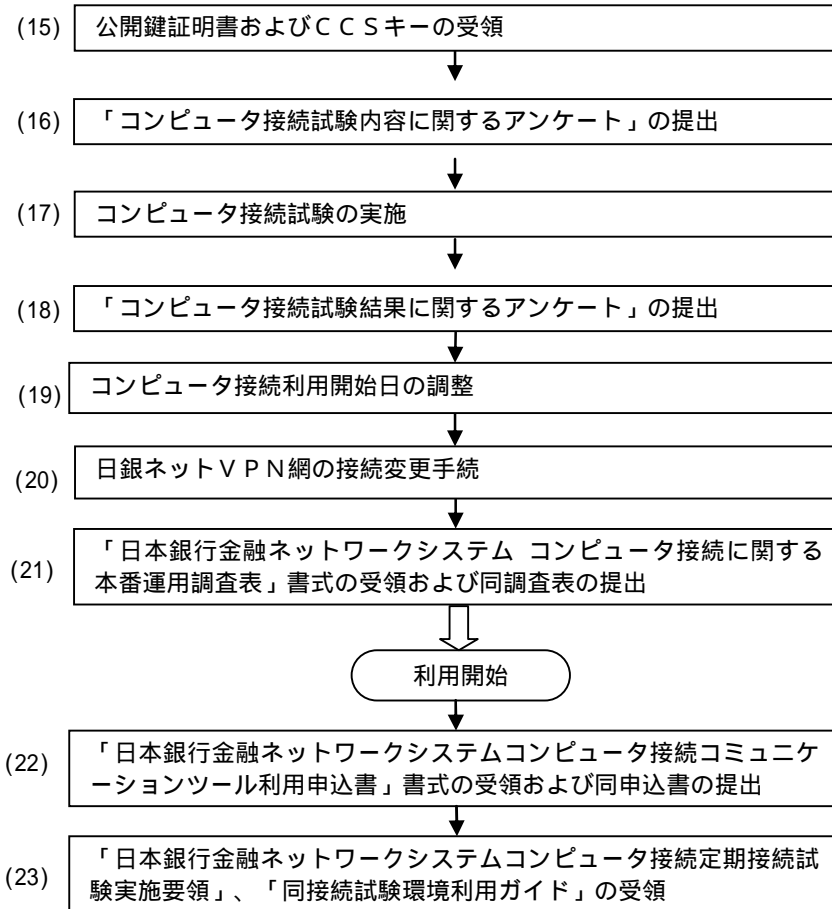 (15) 公開鍵証明書およびＣＣＳキーの受領
(16) 「コンピュータ接続試験内容に関するアンケート」の提出
(17) コンピュータ接続試験の実施
(18) 「コンピュータ接続試験結果に関するアンケート」の提出
(19) コンピュータ接続利用開始日の調整
(20) 日銀ネットＶＰＮ網の接続変更手続
(21) 「日本銀行金融ネットワークシステム コンピュータ接続に関する
本番運用調査表」書式の受領および同調査表の提出
利用開始
(22) 「日本銀行金融ネットワークシステムコンピュータ接続コミュニケ
ーションツール利用申込書」書式の受領および同申込書の提出
(23) 「日本銀行金融ネットワークシステムコンピュータ接続定期接続試
験実施要領」、「同接続試験環境利用ガイド」の受領